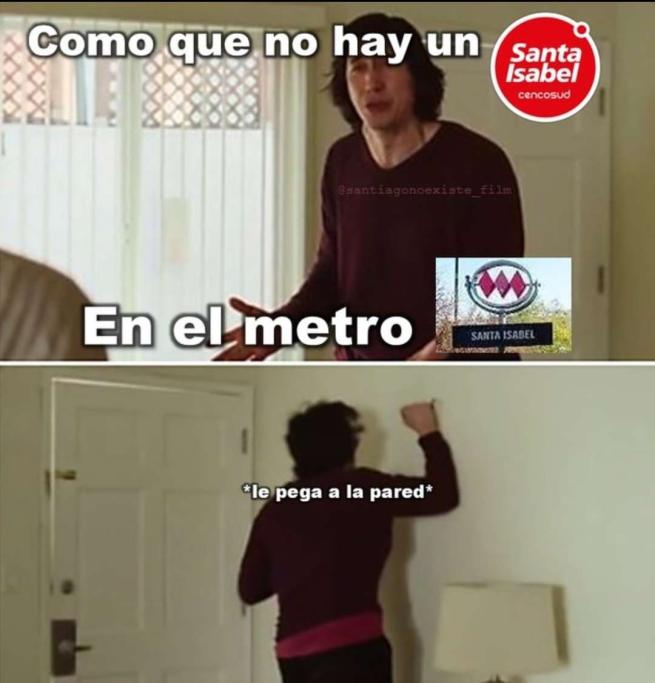 Como que no hay un
Santa
Isabel
cencosud
@santiagonoexiste_film
En el metro
SANTA ISABEL
*le pega a la pared*